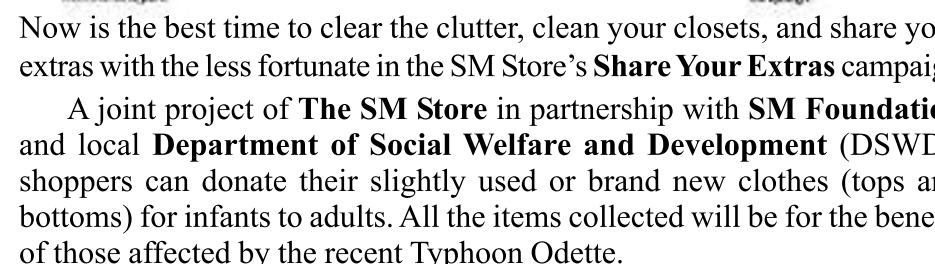 Now is the best time to clear the clutter, clean your closets, and share yo
extras with the less fortunate in the SM Store’s Share Your Extras campaig
A joint project of The SM Store in partnership with SM Foundatio
and local Department of Social Welfare and Development (DSWD
shoppers can donate their slightly used or brand new clothes (tops an
bottoms) for infants to adults. All the items collected will be for the bene
of those affected by the recent Typhoon Odette.